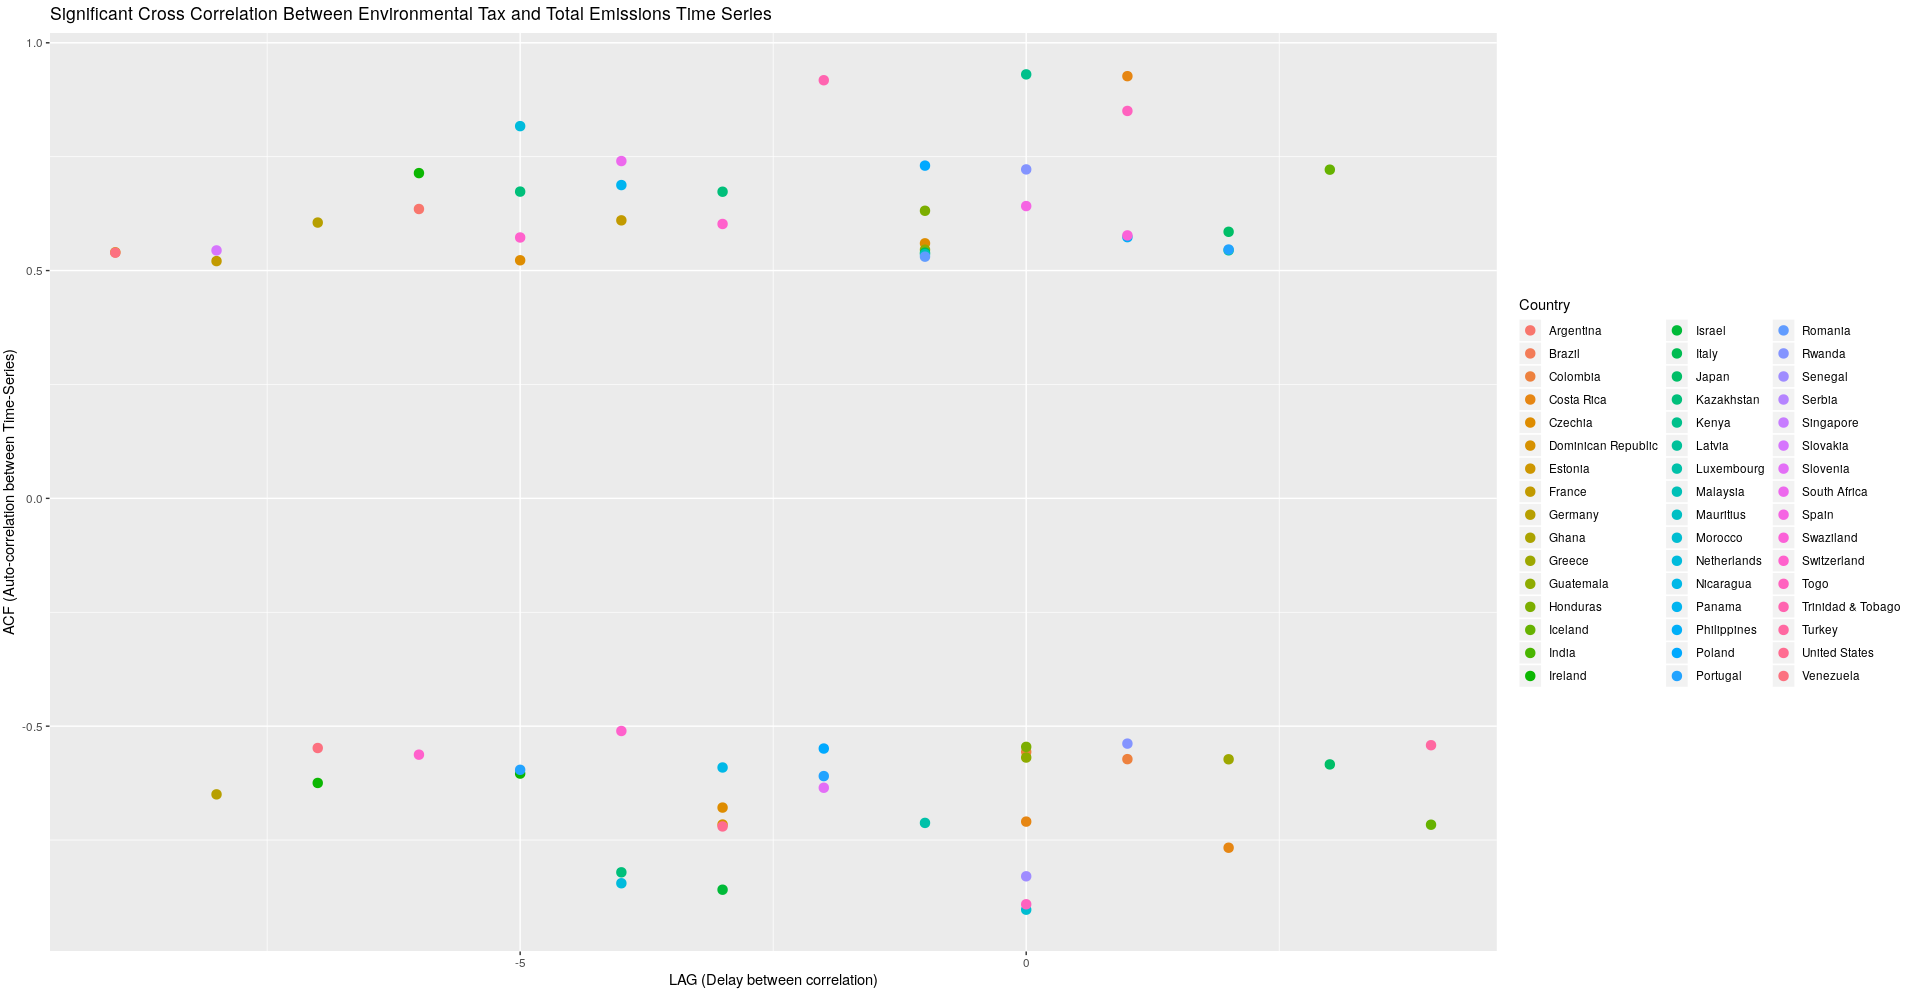 Significant Cross Correlation Between Environmental Tax and Total Emissions Time Series
1.0
0.5
0.0
-0.5
ACF (Auto-correlation between Time-Series)
-5
0
LAG (Delay between correlation)
Country
Argentina
Brazil
Colombia
Costa Rica
Czechia
Dominican Republic
Estonia
France
Germany
Ghana
Greece
Guatemala
Honduras
Iceland
India
Ireland
Israel
Italy
Japan
Kazakhstan
Kenya
Latvia
Luxembourg
Malaysia
Mauritius
Morocco
Netherlands
Nicaragua
Panama
Philippines
Poland
Portugal
Romania
Rwanda
Senegal
Serbia
Singapore
Slovakia
Slovenia
South Africa
Spain
Swaziland
Switzerland
Togo
Trinidad & Tobago
Turkey
United States
Venezuela